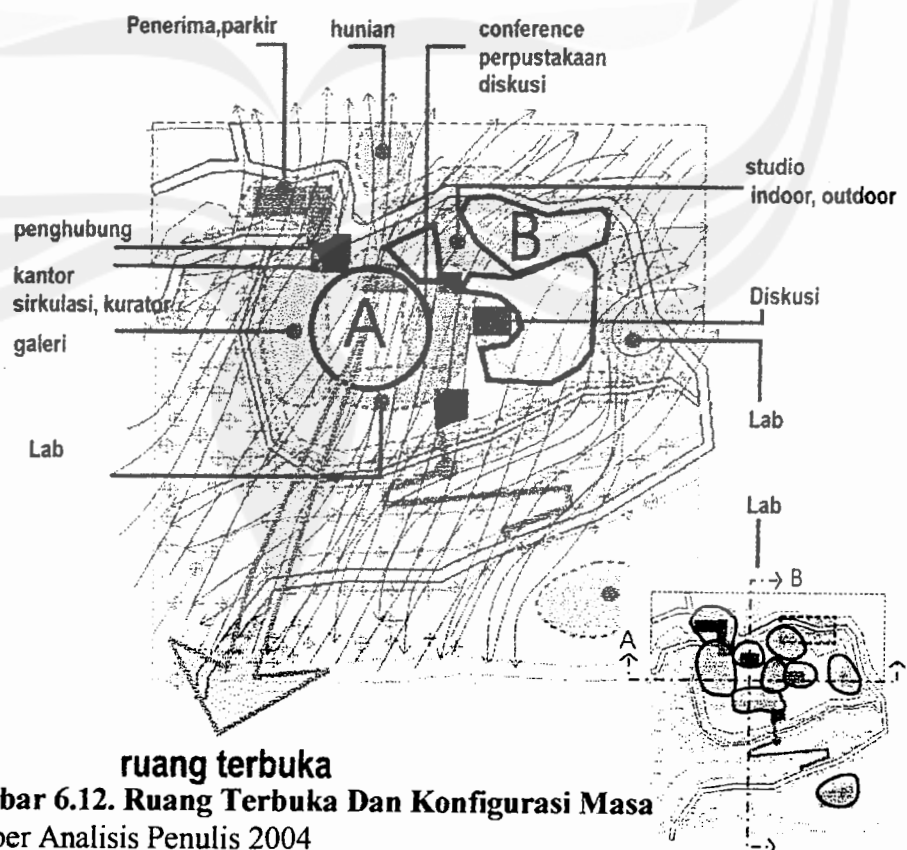 Penerima,parkir
hunian
conference
perpustakaan
diskusi
studio
indoor, outdoor
penghubung
kantor
sirkulasi, kurator
galeri
Lab
A
B
Diskusi
Lab
Lab
B
A
ruang terbuka
bar 6.12. Ruang Terbuka Dan Konfigurasi Masa
ber Analisis Penulis 2004